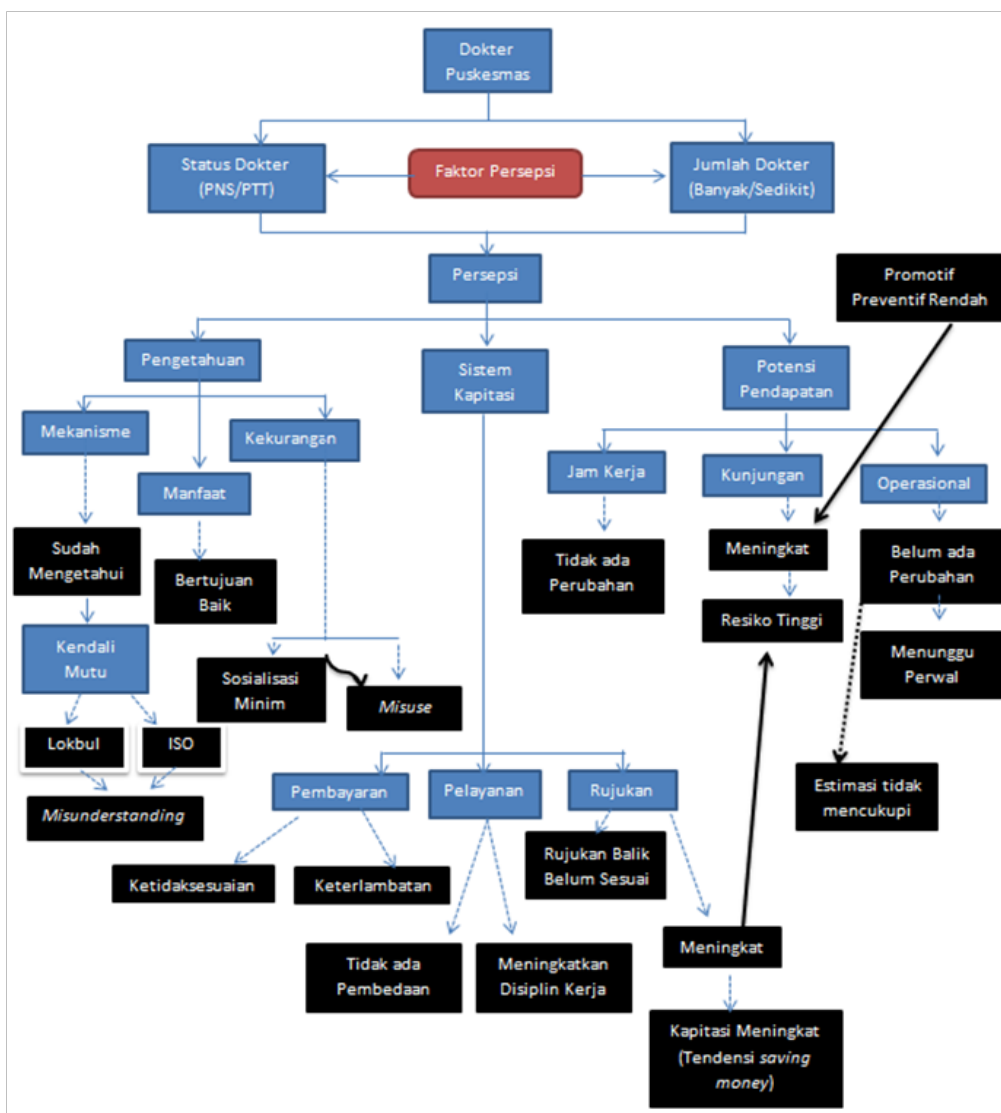 Dokter
Puskesmas
Status Dokter
(PNS/PTT)
Faktor Persepsi
Jumlah Dokter
(Banyak/Sedikit)
Persepsi
Promotif
Preventif Rendah
Pengetahuan
Sistem
Kapitasi
Potensi
Pendapatan
Mekanisme
Kekurangan
Manfaat
Jam Kerja
Kunjungan
Operasional
Sudah
Mengetahui
Bertujuan
Baik
Tidak ada
Perubahan
Meningkat
Belum ada
Perubahan
Resiko Tinggi
Kendali
Mutu
Menunggu
Perwal
Sosialisasi
Minim
Misuse
Lokbul
ISO
Misunderstanding
Pembayaran
Pelayanan
Rujukan
Estimasi tidak
mencukupi
Ketidaksesuaian
Keterlambatan
Rujukan Balik
Belum Sesuai
Tidak ada
Pembedaan
Meningkatkan
Disiplin Kerja
Meningkat
Kapitasi Meningkat
(Tendensi saving
money)